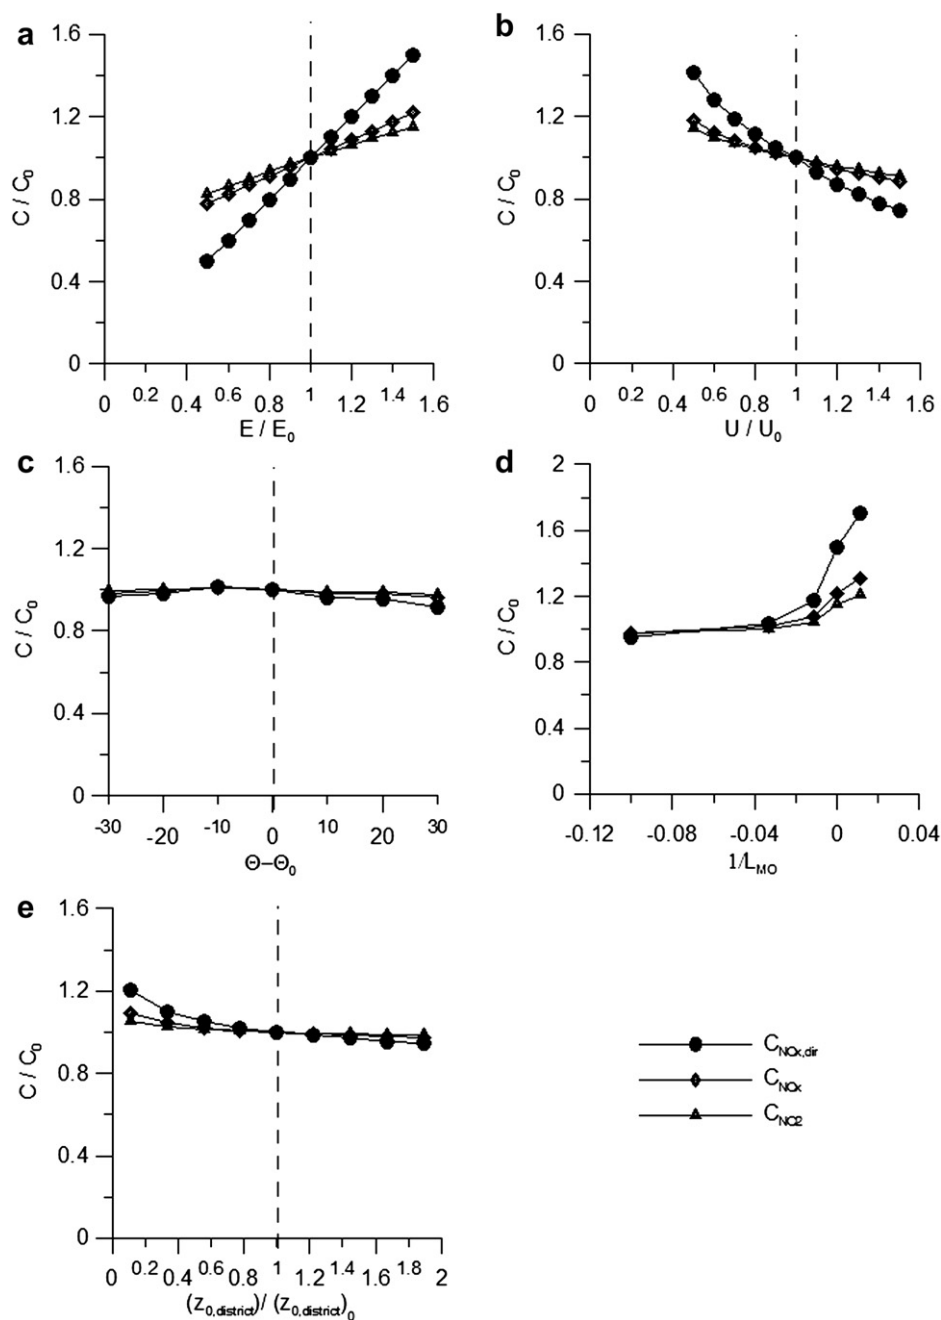 a
1.6
1.2
0.8
0.4
0
C / C0
0 0.2 0.4 0.6 0.8 1 1.2 1.4 1.6
E / E0
b
1.6
1.2
0.8
0.4
0
C / C0
0 0.2 0.4 0.6 0.8 1 1.2 1.4 1.6
U / U0
c
1.6
1.2
0.8
0.4
0
C / C0
-30 -20 -10 0 10 20 30
Θ–Θ0
d
2
1.6
1.2
0.8
0.4
0
C / C0
-0.12 -0.08 -0.04 0 0.04
1/LMO
e
1.6
1.2
0.8
0.4
0
C / C0
0 0.2 0.4 0.6 0.8 1 1.2 1.4 1.6 1.8 2
(z0,district)/ (z0,district)0
CNOx,dir
CNOx
CNO2